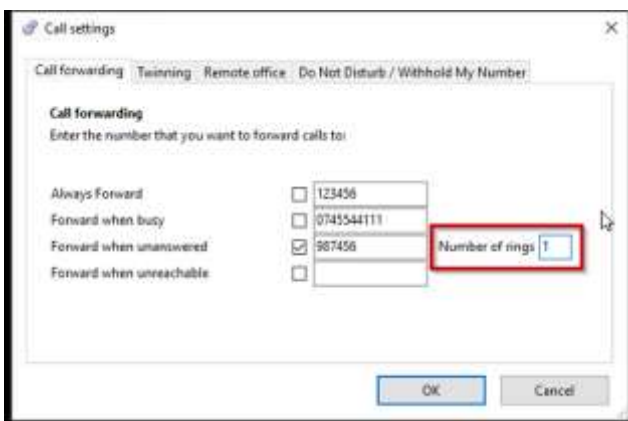 Call settings
Call forwarding Twinning Remote office Do Not Disturb / Withhold My Number
Call forwarding
Enter the number that you want to forward calls to:
Always Forward 123456
Forward when busy 0745544111
Forward when unanswered 987456 Number of rings 1
Forward when unreachable
OK Cancel